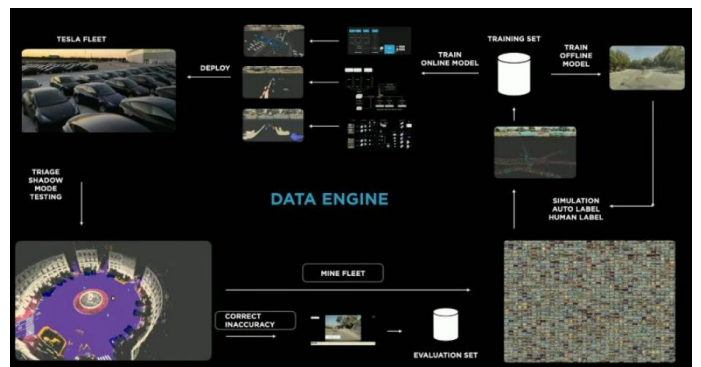 TESLA FLEET
DEPLOY
TRAIN
ONLINE MODEL
TRAINING SET
TRAIN
OFFLINE
MODEL
TRIAGE
SHADOW
MODE
TESTING
DATA ENGINE
SIMULATION
AUTO LABEL
HUMAN LABEL
MINE FLEET
CORRECT
INACCURACY
EVALUATION SET